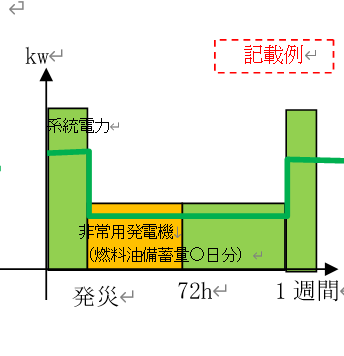 kw
記載例
系統電力
非常用発電機
（燃料油備蓄量〇日分）
発災
72h
1 週間